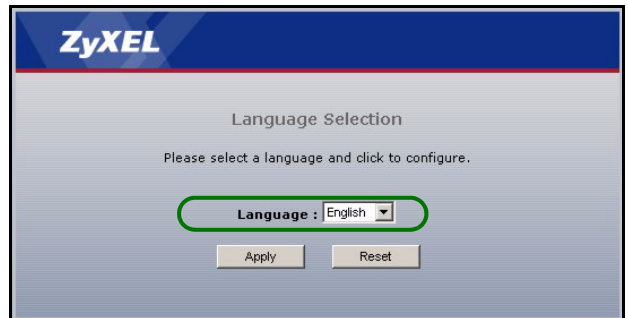 ZyXEL
Language Selection
Please select a language and click to configure.
Language : English
Apply Reset